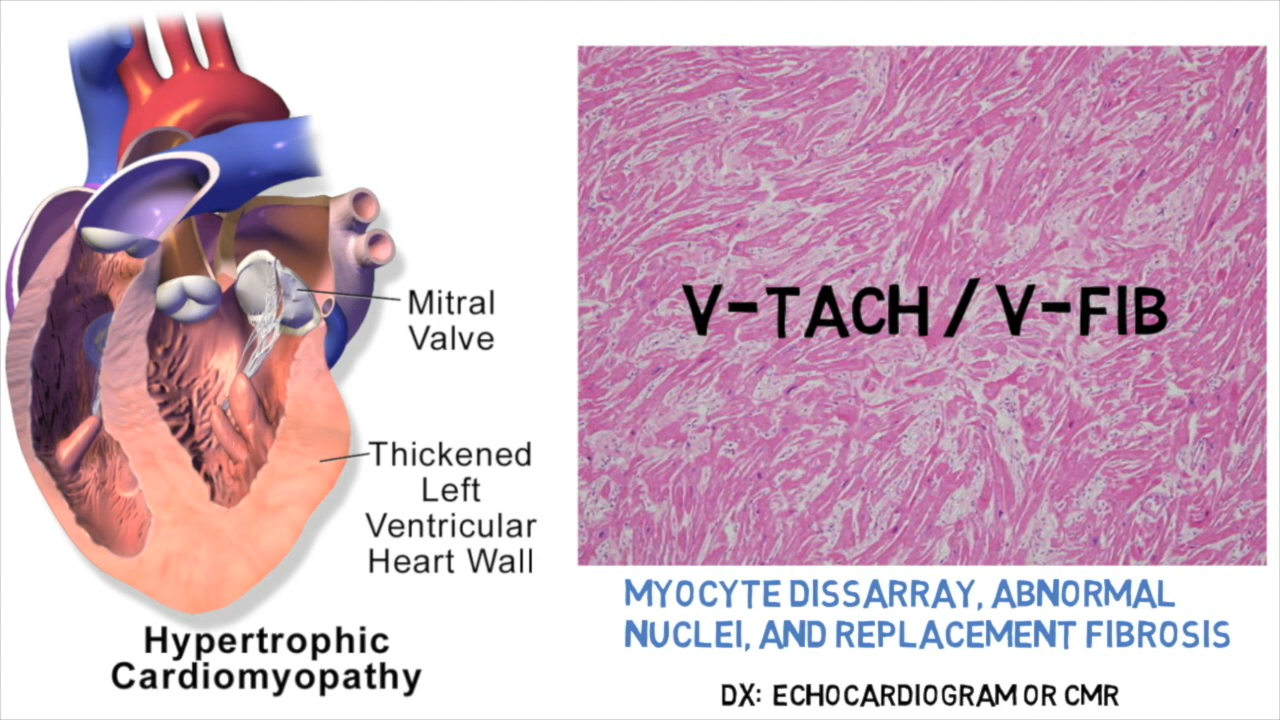 Mitral
Valve
Thickened
Left
Ventricular
Heart Wall
Hypertrophic
Cardiomyopathy
V-TACH / V-FIB
MYOCYTE DISSARRAY, ABNORMAL
NUCLEI, AND REPLACEMENT FIBROSIS
DX: ECHOCARDIOGRAM OR CMR